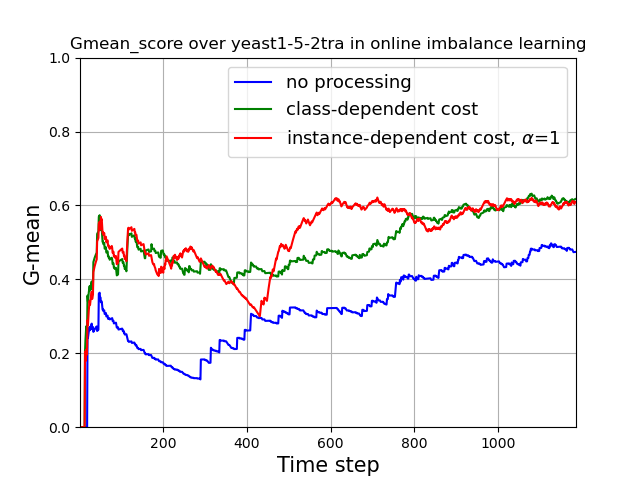 Gmean_score over yeast1-5-2tra in online imbalance learning
1.0
0.8
0.6
0.4
0.2
0.0
G-mean
no processing
class-dependent cost
instance-dependent cost, α=1
200 400 600 800 1000
Time step